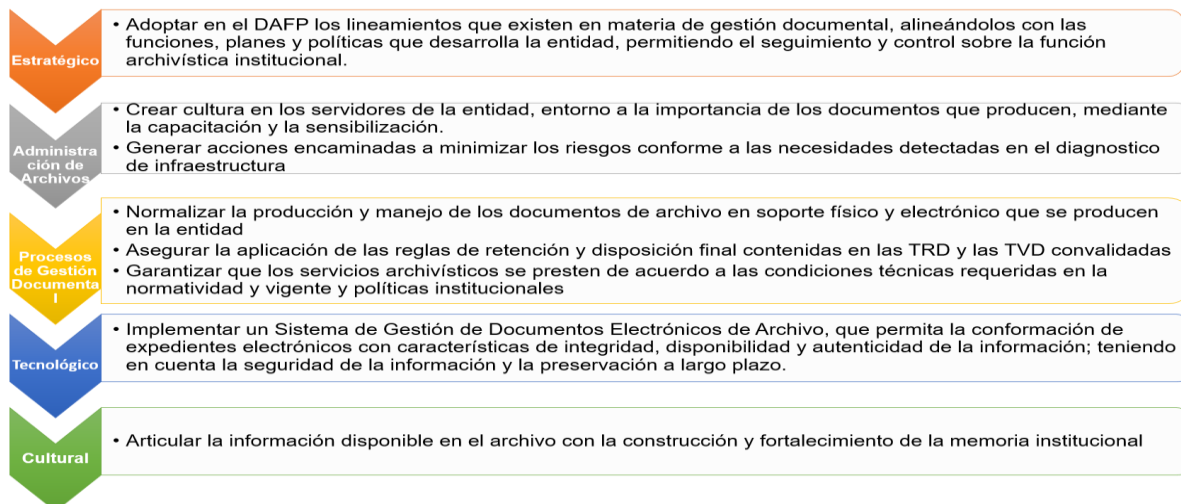 Estratégico
• Adoptar en el DAFP los lineamientos que existen en materia de gestión documental, alineándolos con las
funciones, planes y políticas que desarrolla la entidad, permitiendo el seguimiento y control sobre la función
archivística institucional.
Administra
ción de
Archivos
• Crear cultura en los servidores de la entidad, entorno a la importancia de los documentos que producen, mediante
la capacitación y la sensibilización.
• Generar acciones encaminadas a minimizar los riesgos conforme a las necesidades detectadas en el diagnostico
de infraestructura
Procesos
de Gestión
Documenta
l
• Normalizar la producción y manejo de los documentos de archivo en soporte físico y electrónico que se producen
en la entidad
• Asegurar la aplicación de las reglas de retención y disposición final contenidas en las TRD y las TVD convalidadas
• Garantizar que los servicios archivísticos se presten de acuerdo a las condiciones técnicas requeridas en la
normatividad y vigente y políticas institucionales
Tecnológico
• Implementar un Sistema de Gestión de Documentos Electrónicos de Archivo, que permita la conformación de
expedientes electrónicos con características de integridad, disponibilidad y autenticidad de la información; teniendo
en cuenta la seguridad de la información y la preservación a largo plazo.
Cultural
• Articular la información disponible en el archivo con la construcción y fortalecimiento de la memoria institucional